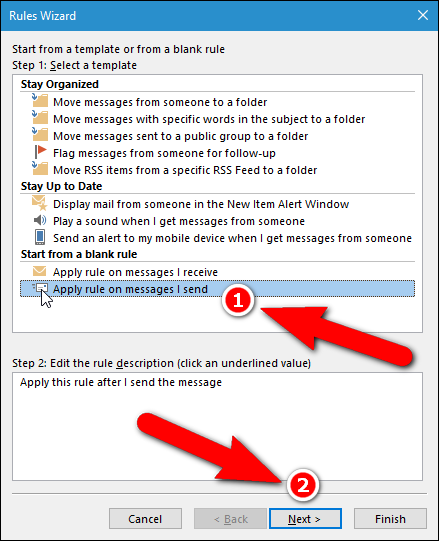 Rules Wizard
Start from a template or from a blank rule
Step 1: Select a template
Stay Organized
Move messages from someone to a folder
Move messages with specific words in the subject to a folder
Move messages sent to a public group to a folder
Flag messages from someone for follow-up
Move RSS items from a specific RSS Feed to a folder
Stay Up to Date
Display mail from someone in the New Item Alert Window
Play a sound when I get messages from someone
Send an alert to my mobile device when I get messages from someone
Start from a blank rule
Apply rule on messages I receive
Apply rule on messages I send
1
Step 2: Edit the rule description (click an underlined value)
Apply this rule after I send the message
2
Cancel
< Back
Next >
Finish